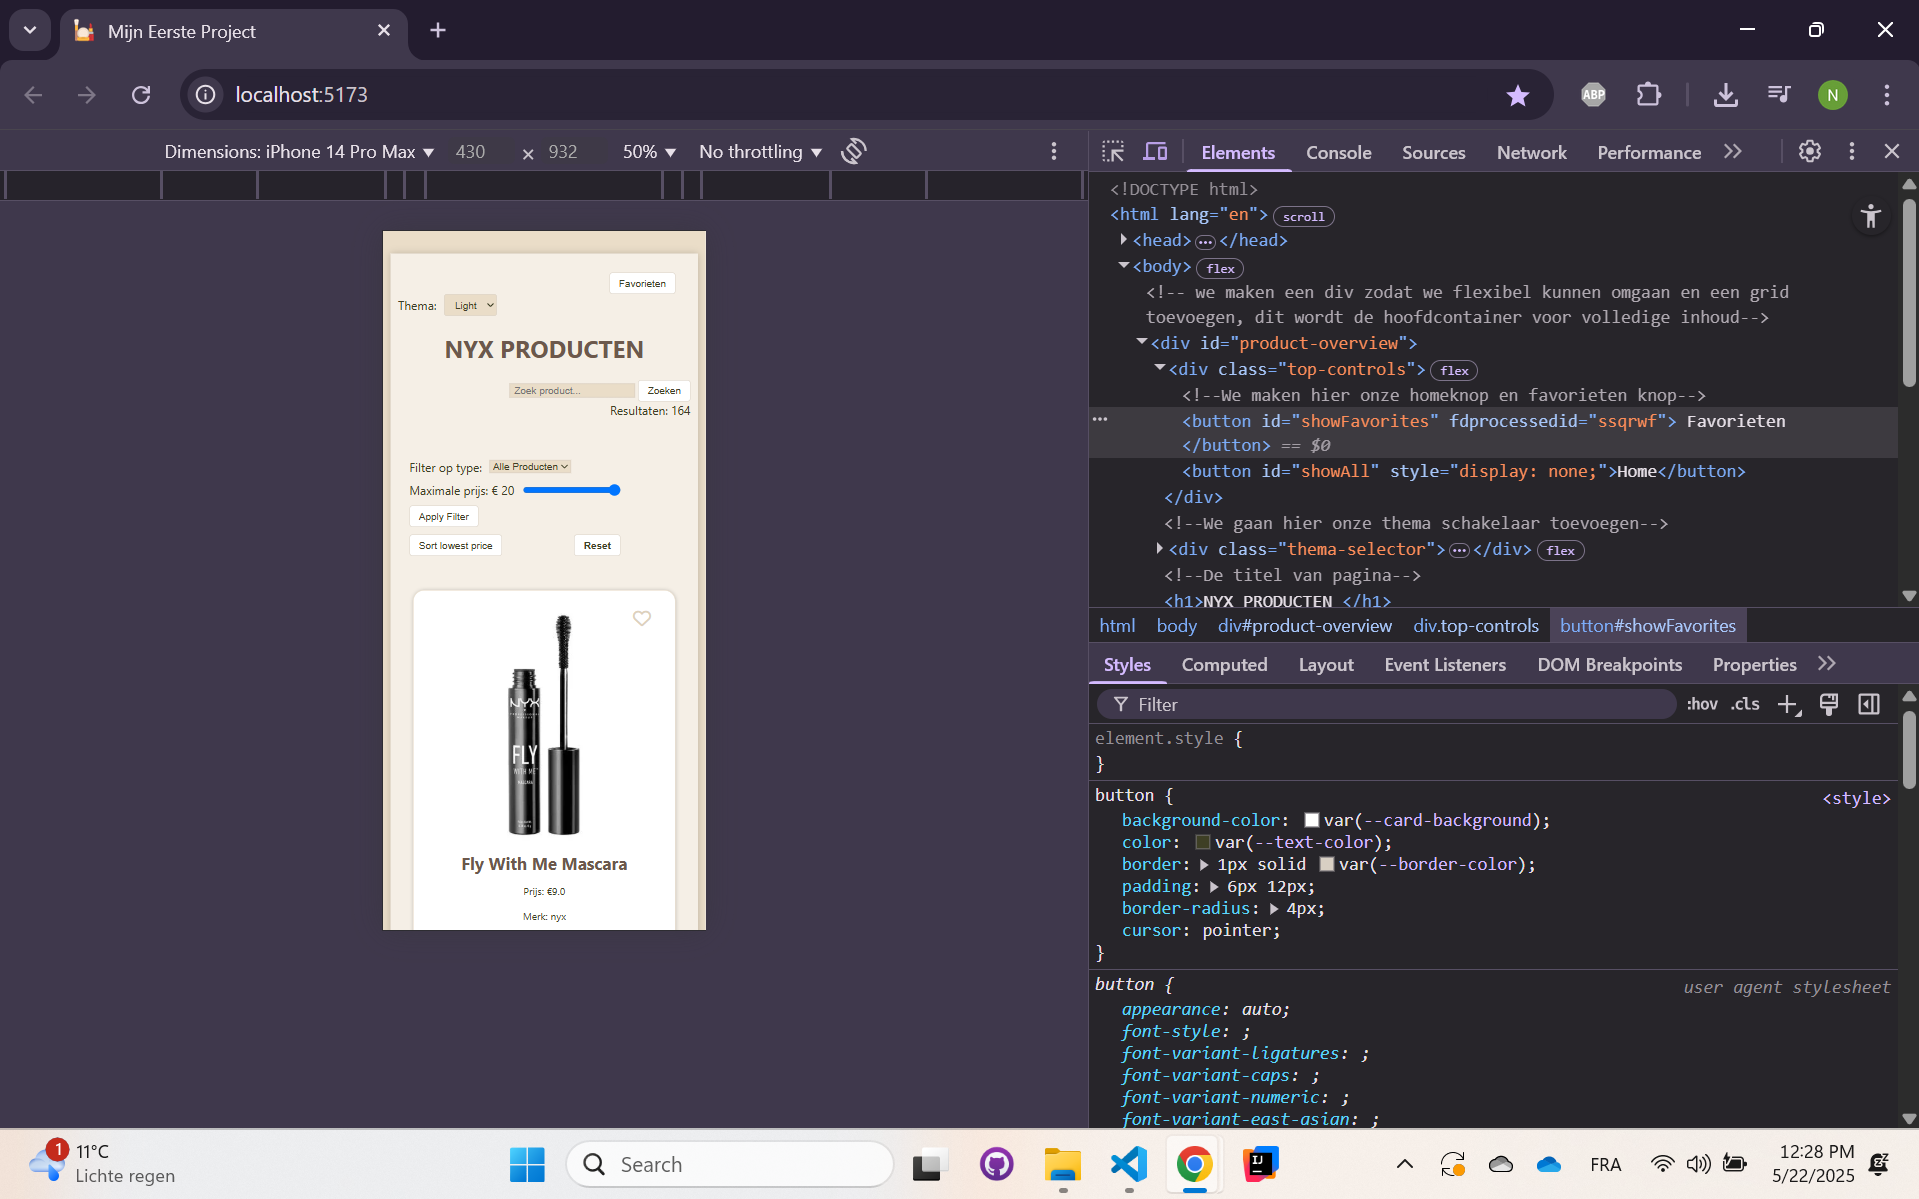 Mijn Eerste Project
localhost:5173
ABP
N
Dimensions: iPhone 14 Pro Max 430 × 932 50% No throttling
Favorieten
Thema: Light
NYX PRODUCTEN
Zoek product... Zoeken
Resultaten: 164
Filter op type: Alle Producten
Maximale prijs: € 20
Apply Filter
Sort lowest price Reset
NYX
FLY
WITH ME
Fly With Me Mascara
Prijs: €9.0
Merk: nyx
Elements Console Sources Network Performance
<!DOCTYPE html>
<html lang="en"> scroll
<head> ••• </head>
<body> flex
<!-- we maken een div zodat we flexibel kunnen omgaan en een grid
toevoegen, dit wordt de hoofdcontainer voor volledige inhoud-->
<div id="product-overview">
<div class="top-controls"> flex
<!--We maken hier onze homeknop en favorieten knop-->
<button id="showFavorites" fdprocessedid="ssqrwf"> Favorieten
</button> == $0
<button id="showAll" style="display: none;">Home</button>
</div>
<!--We gaan hier onze thema schakelaar toevoegen-->
<div class="thema-selector"> ••• </div> flex
<!--De titel van pagina-->
<h1>NYX PRODUCTEN </h1>
html body div#product-overview div.top-controls button#showFavorites
Styles Computed Layout Event Listeners DOM Breakpoints Properties
Filter :hov .cls
element.style {
}
button { <style>
background-color: var(--card-background);
color: var(--text-color);
border: 1px solid var(--border-color);
padding: 6px 12px;
border-radius: 4px;
cursor: pointer;
}
button { user agent stylesheet
appearance: auto;
font-style: ;
font-variant-ligatures: ;
font-variant-caps: ;
font-variant-numeric: ;
font-variant-east-asian: ;
1
11°C
Lichte regen
Search
IJ
FRA
12:28 PM
5/22/2025